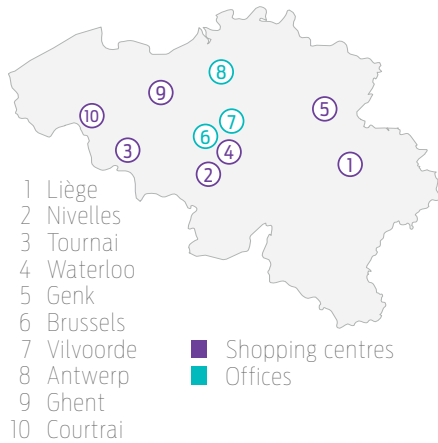 8
9
5
10
7
6
3
4
1
2
1 Liège
2 Nivelles
3 Tournai
4 Waterloo
5 Genk
6 Brussels
7 Vilvoorde
8 Antwerp
9 Ghent
10 Courtrai
Shopping centres
Offices